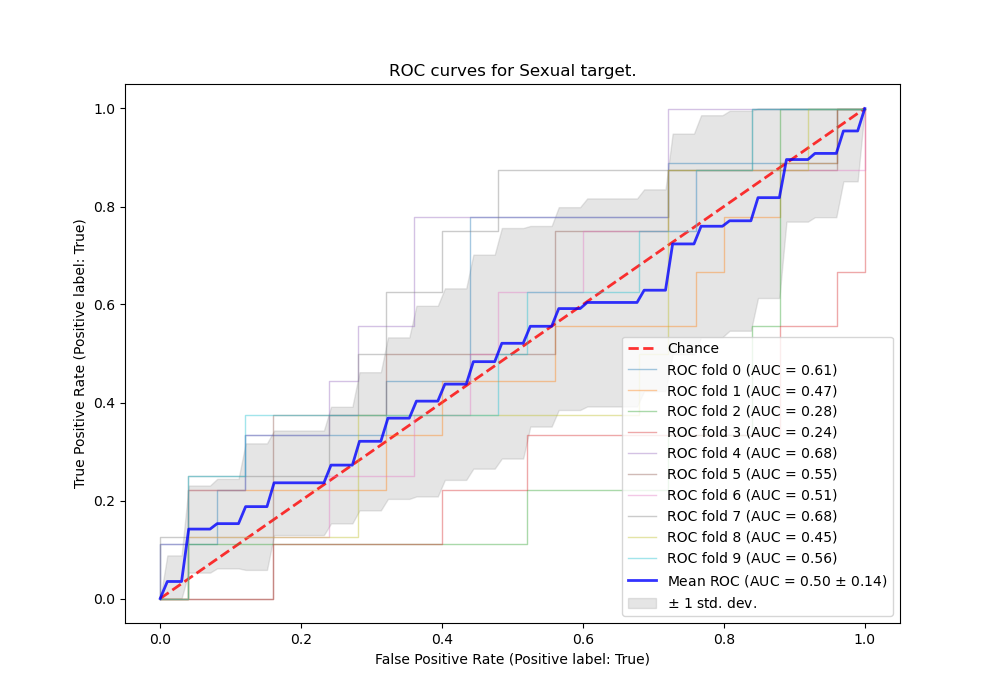 ROC curves for Sexual target.
True Positive Rate (Positive label: True)
1.0
0.8
0.6
0.4
0.2
0.0
0.0 0.2 0.4 0.6 0.8 1.0
False Positive Rate (Positive label: True)
Chance
ROC fold 0 (AUC = 0.61)
ROC fold 1 (AUC = 0.47)
ROC fold 2 (AUC = 0.28)
ROC fold 3 (AUC = 0.24)
ROC fold 4 (AUC = 0.68)
ROC fold 5 (AUC = 0.55)
ROC fold 6 (AUC = 0.51)
ROC fold 7 (AUC = 0.68)
ROC fold 8 (AUC = 0.45)
ROC fold 9 (AUC = 0.56)
Mean ROC (AUC = 0.50 ± 0.14)
± 1 std. dev.